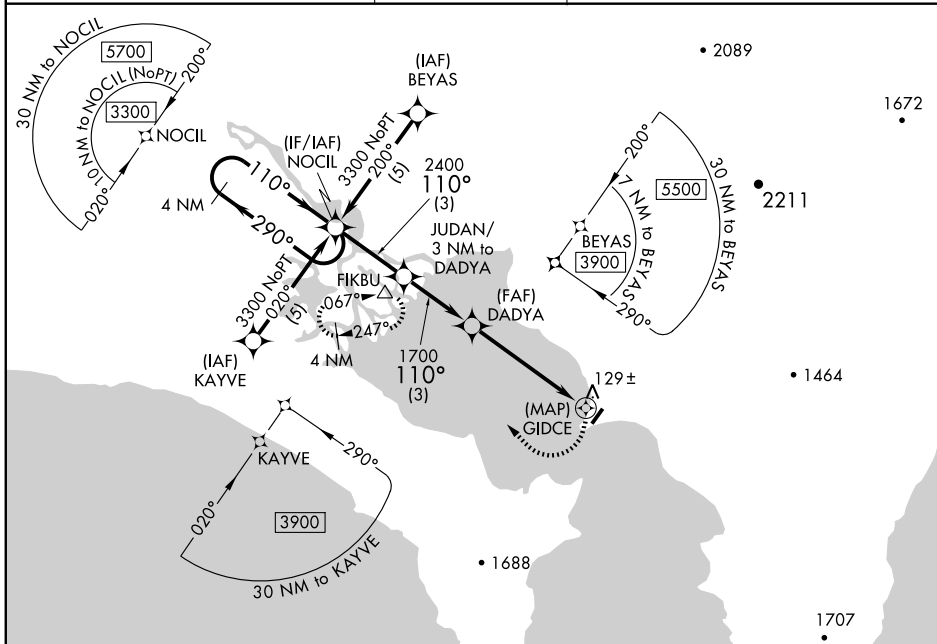 30 NM to NOCIL
5700
10 NM to NOCIL (NoPT)
200°
3300
NOCIL
020°
(IAF)
BEYAS
2089
1672
(IF/IAF)
NOCIL
3300 NoPT
200°
(5)
110°
4 NM
290°
2400
110°
(3)
JUDAN/
3 NM to
DADYA
200°
30 NM to BEYAS
5500
7 NM to BEYAS
BEYAS
3900
290°
2211
3300 NoPT
020°
(5)
FIKBU
067°
247°
4 NM
(FAF)
DADYA
1700
110°
(3)
(IAF)
KAYVE
1464
129±
(MAP)
GIDCE
KAYVE
290°
020°
3900
30 NM to KAYVE
1688
1707